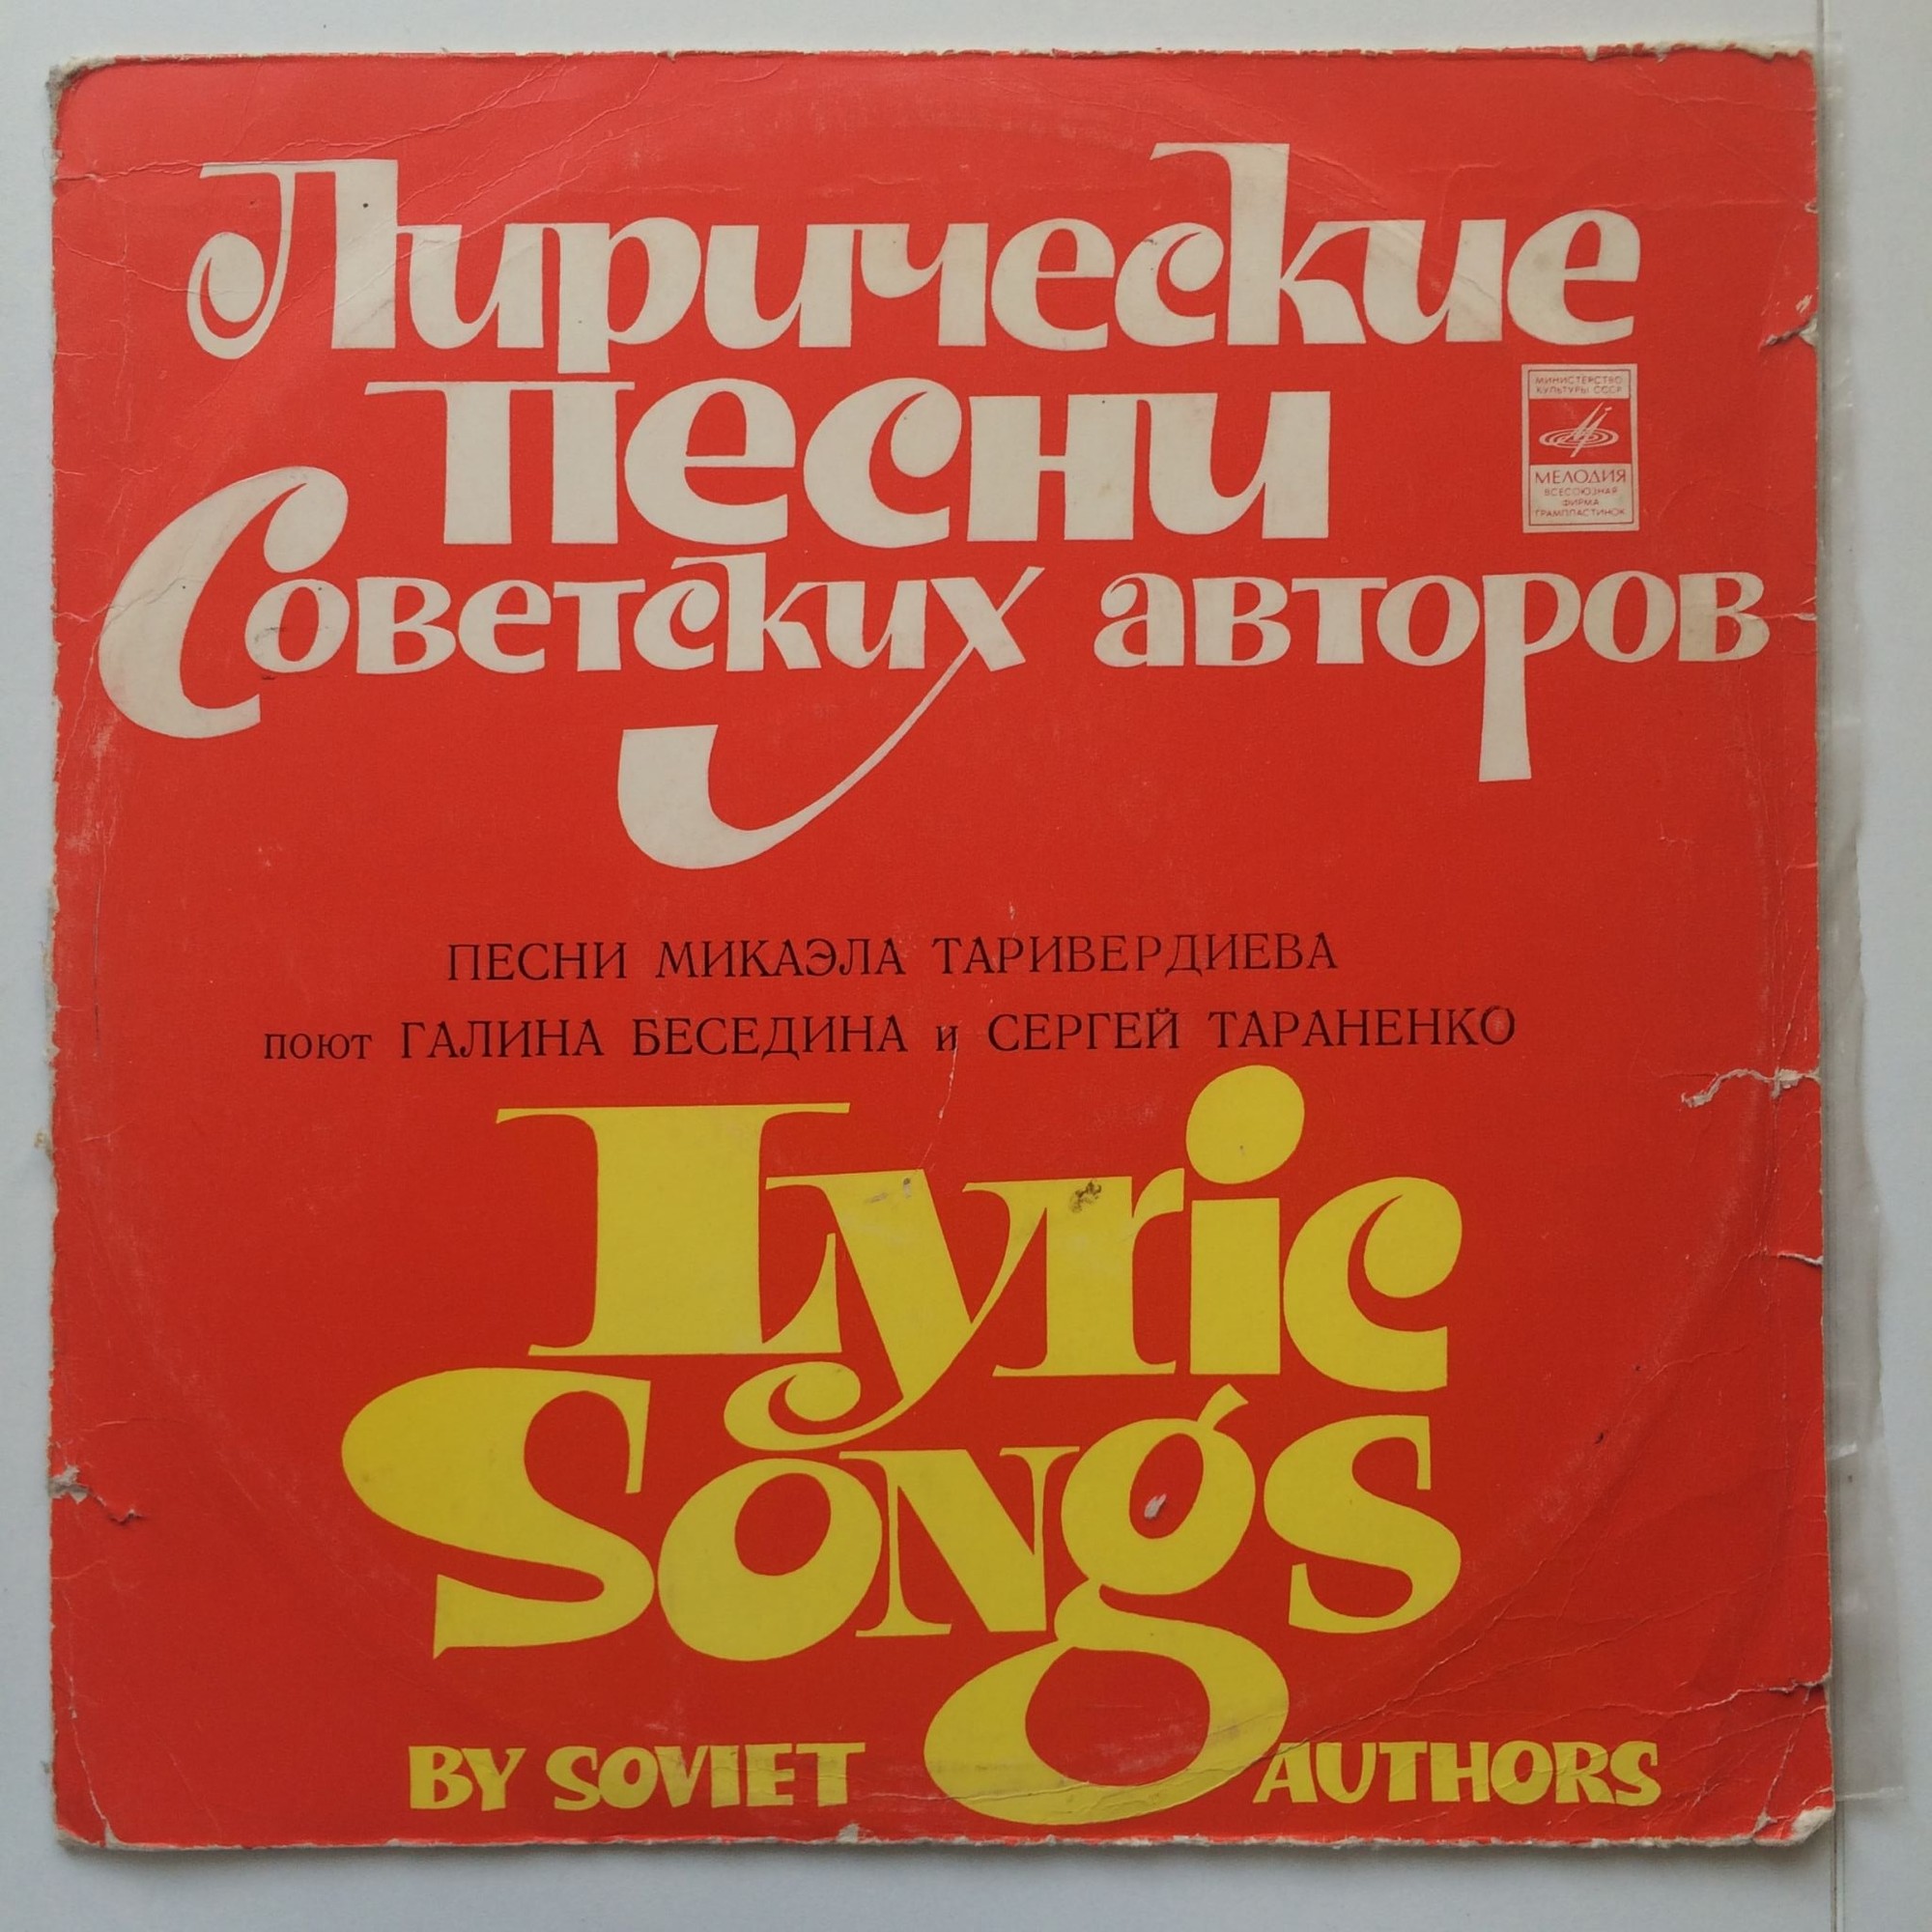 Лирические
песни
МИНИСТЕРСТВО
КУЛЬТУРЫ СССР
МЕЛОДИЯ
ВСЕСОЮЗНАЯ
ФИРМА
ГРАМПЛАСТИНОК
Советских авторов
ПЕСНИ МИКАЭЛА ТАРИВЕРДИЕВА
поют ГАЛИНА БЕСЕДИНА и СЕРГЕЙ ТАРАНЕНКО
Lyric
Songs
BY SOVIET AUTHORS